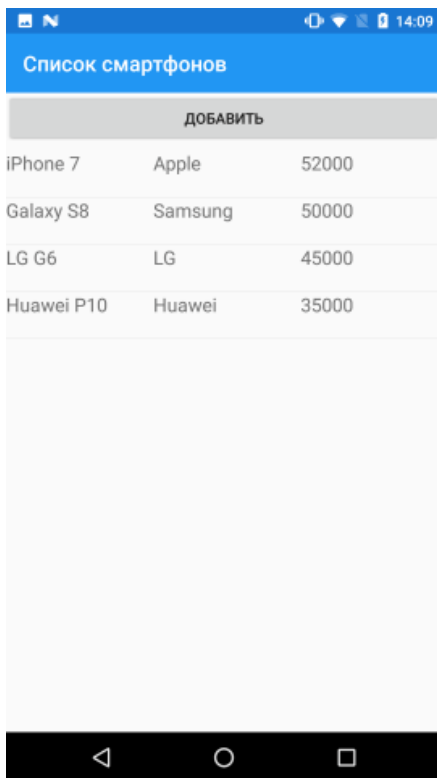 14:09
Список смартфонов
ДОБАВИТЬ
iPhone 7 Apple 52000
Galaxy S8 Samsung 50000
LG G6 LG 45000
Huawei P10 Huawei 35000